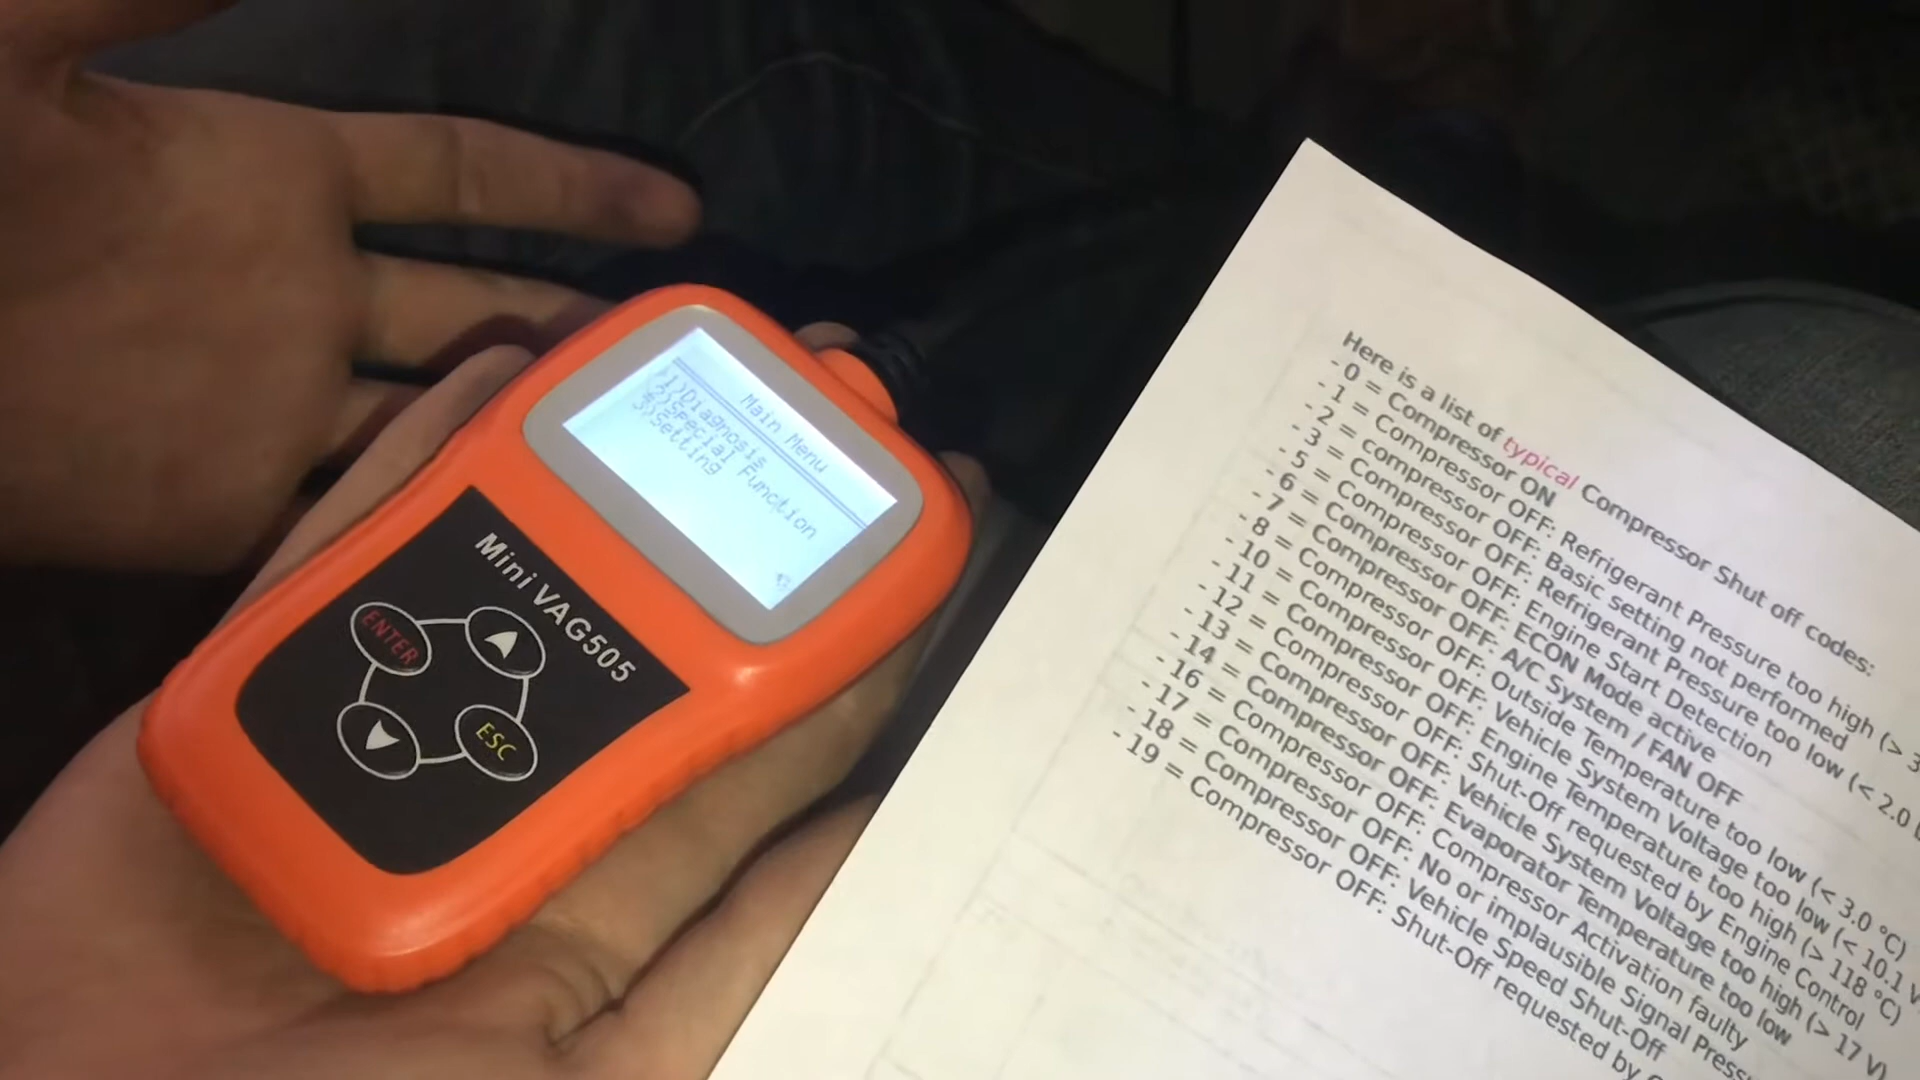 Main Menu
1)Diagnosis
2)Special Function
3)Setting
Mini VAG505
ENTER
ESC
Here is a list of typical Compressor Shut off codes:
- 0 = Compressor ON
- 1 = Compressor OFF: Refrigerant Pressure too high (> 3
- 2 = compressor OFF: Basic setting not performed
- 3 = Compressor OFF: Refrigerant Pressure too low (< 2.0
- 5 = Compressor OFF: Engine Start Detection
- 6 = Compressor OFF: ECON Mode active
- 7 = Compressor OFF: A/C System / FAN OFF
- 8 = Compressor OFF: Outside Temperature too low (< 3.0 °C)
- 10 = Compressor OFF: Vehicle System Voltage too low (< 10.1 V
- 11 = Compressor OFF: Engine Temperature too high (> 118 °C)
- 12 = Compressor OFF: Shut-Off requested by Engine Control
- 13 = Compressor OFF: Vehicle System Voltage too high (> 17 V)
- 14 = Compressor OFF: Evaporator Temperature too low
- 16 = Compressor OFF: Compressor Activation faulty
- 17 = Compressor OFF: No or implausible Signal Press
- 18 = Compressor OFF: Vehicle Speed Shut-Off
- 19 = Compressor OFF: Shut-Off requested by